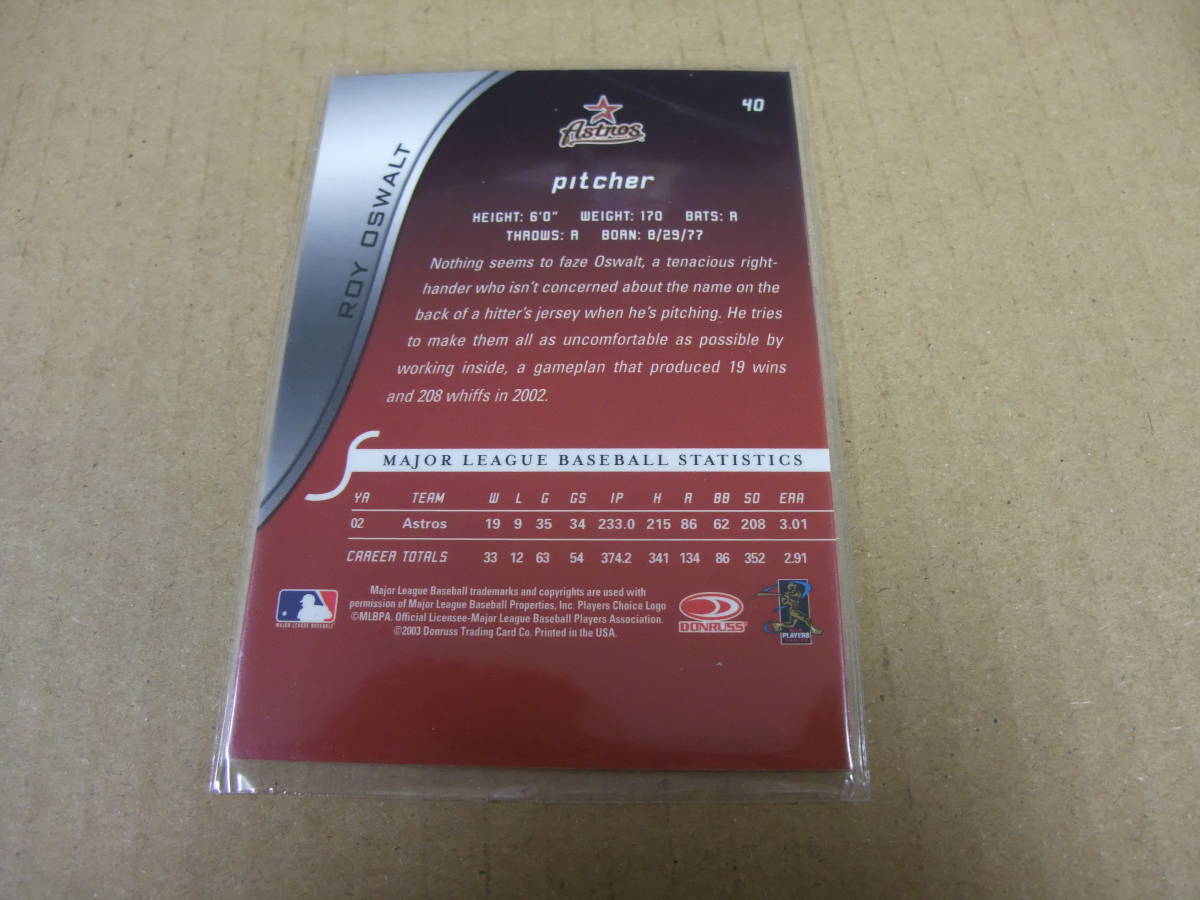 40
Astros
pitcher
HEIGHT: 6'0" WEIGHT: 170 BATS: R
THROWS: R BORN: 8/29/77
ROY OSWALT
Nothing seems to faze Oswalt, a tenacious right-
hander who isn't concerned about the name on the
back of a hitter's jersey when he's pitching. He tries
to make them all as uncomfortable as possible by
working inside, a gameplan that produced 19 wins
and 208 whiffs in 2002.
MAJOR LEAGUE BASEBALL STATISTICS
YR TEAM W L G GS IP H R BB SO ERA
02 Astros 19 9 35 34 233.0 215 86 62 208 3.01
CAREER TOTALS 33 12 63 54 374.2 341 134 86 352 2.91
Major League Baseball trademarks and copyrights are used with
permission of Major League Baseball Properties, Inc. Players Choice Logo
©MLBPA. Official Licensee-Major League Baseball Players Association.
©2003 Donruss Trading Card Co. Printed in the USA.
MAJOR LEAGUE BASEBALL
DONRUSS
PLAYERS